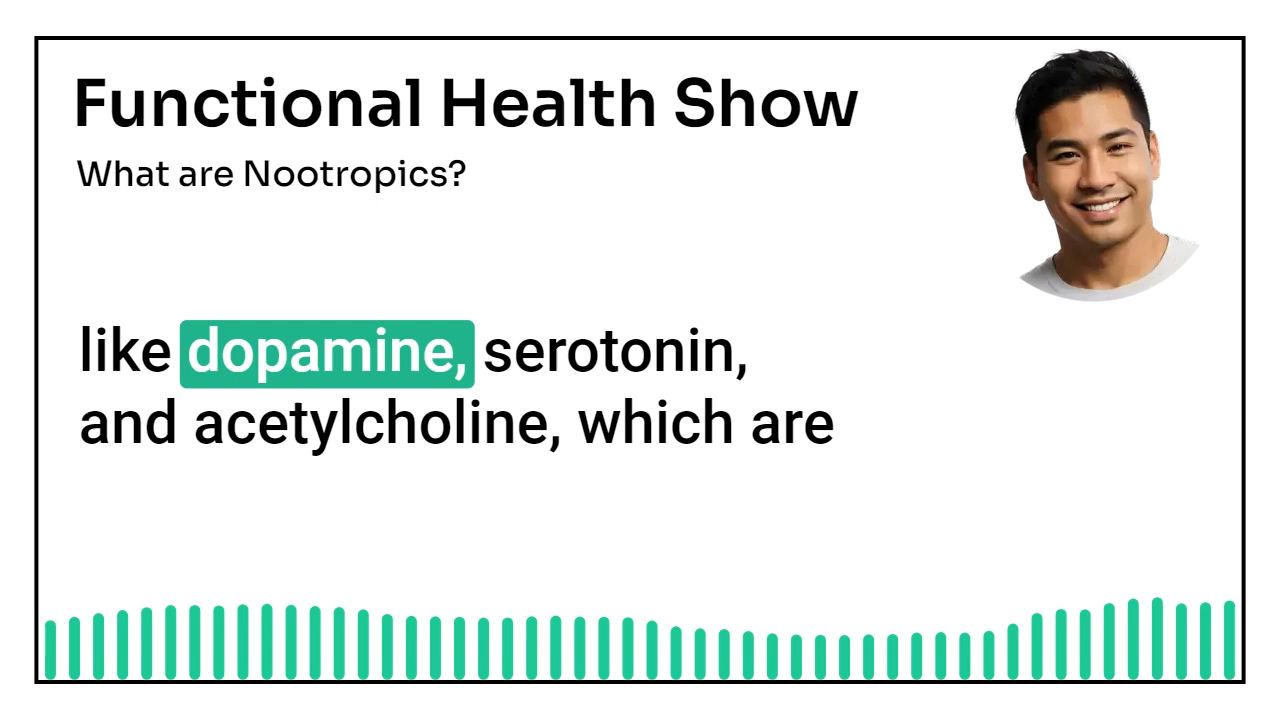 Functional Health Show
What are Nootropics?
like dopamine, serotonin,
and acetylcholine, which are